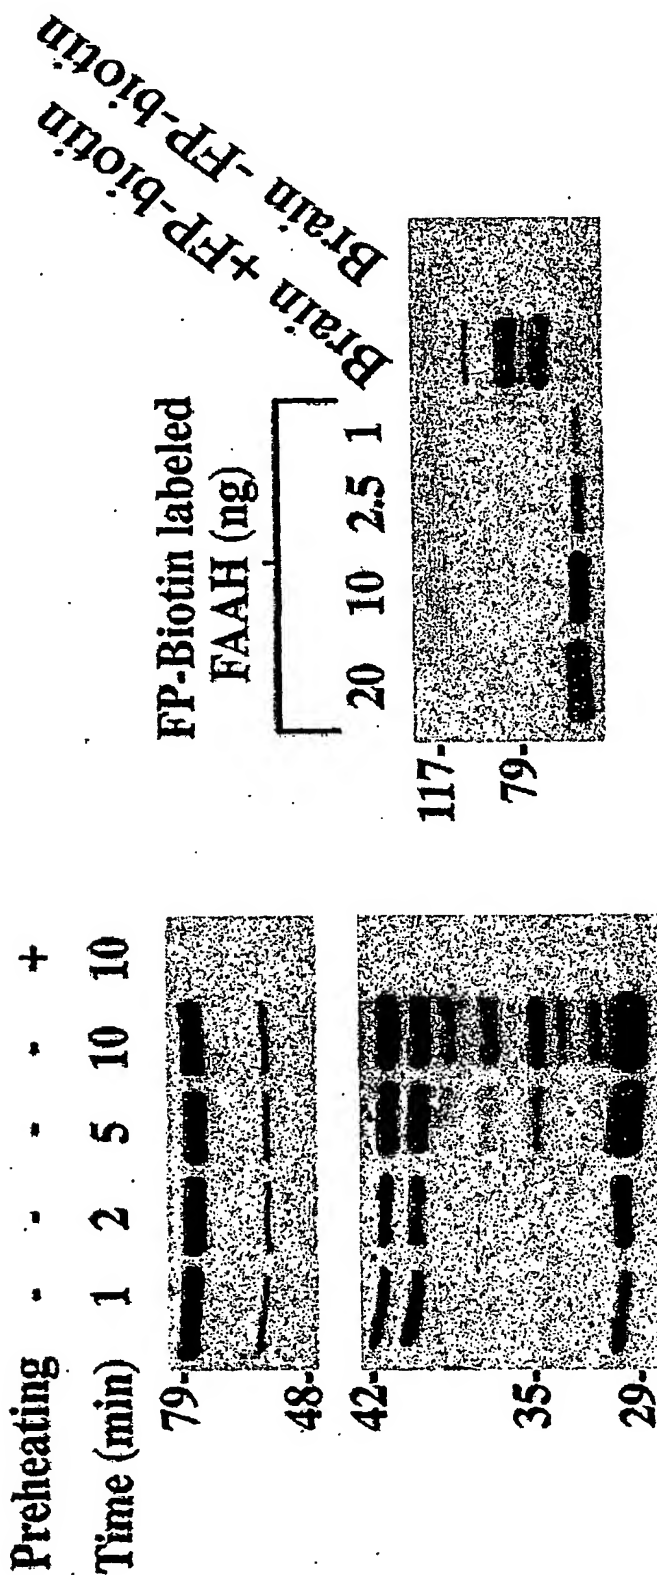 Preheating - - - - +
Time (min) 1 2 5 10 10
79-
48-
42-
35-
29-
FP-Biotin labeled
FAAH (ng)
20 10 2.5 1
Brain +FP-biotin
Brain -FP-biotin
117-
79-